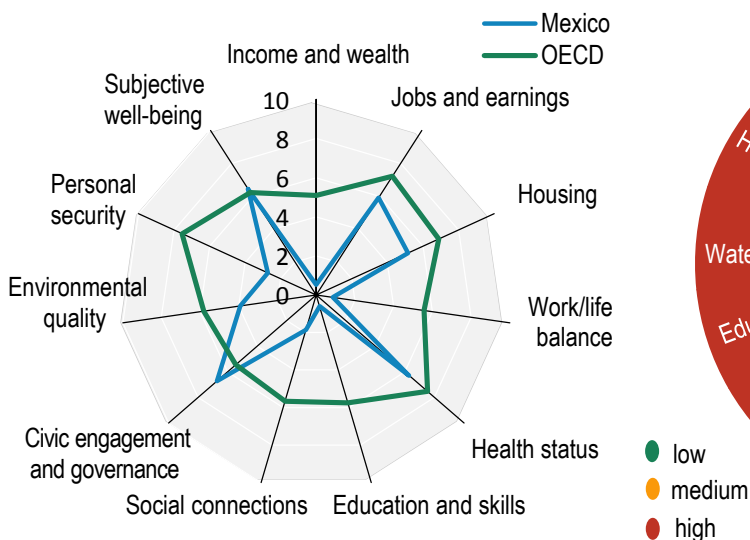 Mexico
OECD
Income and wealth
Jobs and earnings
Housing
Work/life
balance
Health status
Education and skills
Social connections
Civic engagement
and governance
Environmental
quality
Personal
security
Subjective
well-being
10
8
6
4
2
0
H
Wate
Edu
low
medium
high